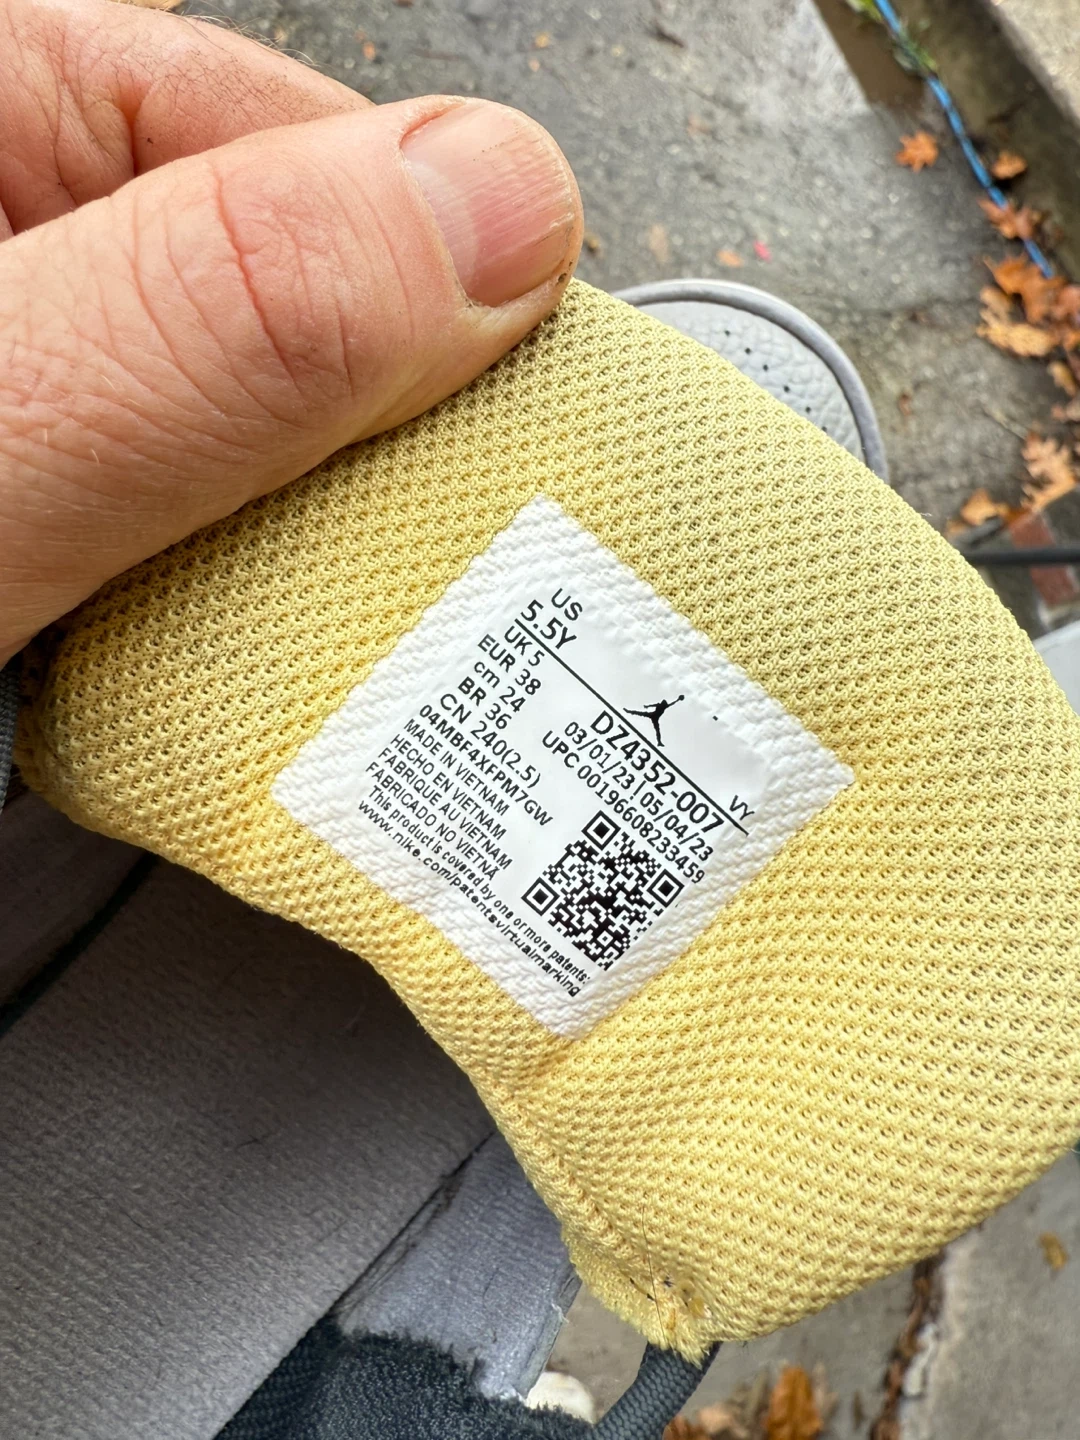 US
5.5Y
UK 5
EUR 38
cm 24
BR 36
CN 240(2.5)
04MBF4XFPM7GW
MADE IN VIETNAM
HECHO EN VIETNAM
FABRIQUE AU VIETNAM
FABRICADO NO VIETNÃ
This product is covered by one or more patents:
www.nike.com/patentsvirtualmarking
VY
DZ4352-007
03/01/23 | 05/04/23
UPC 00196608233459